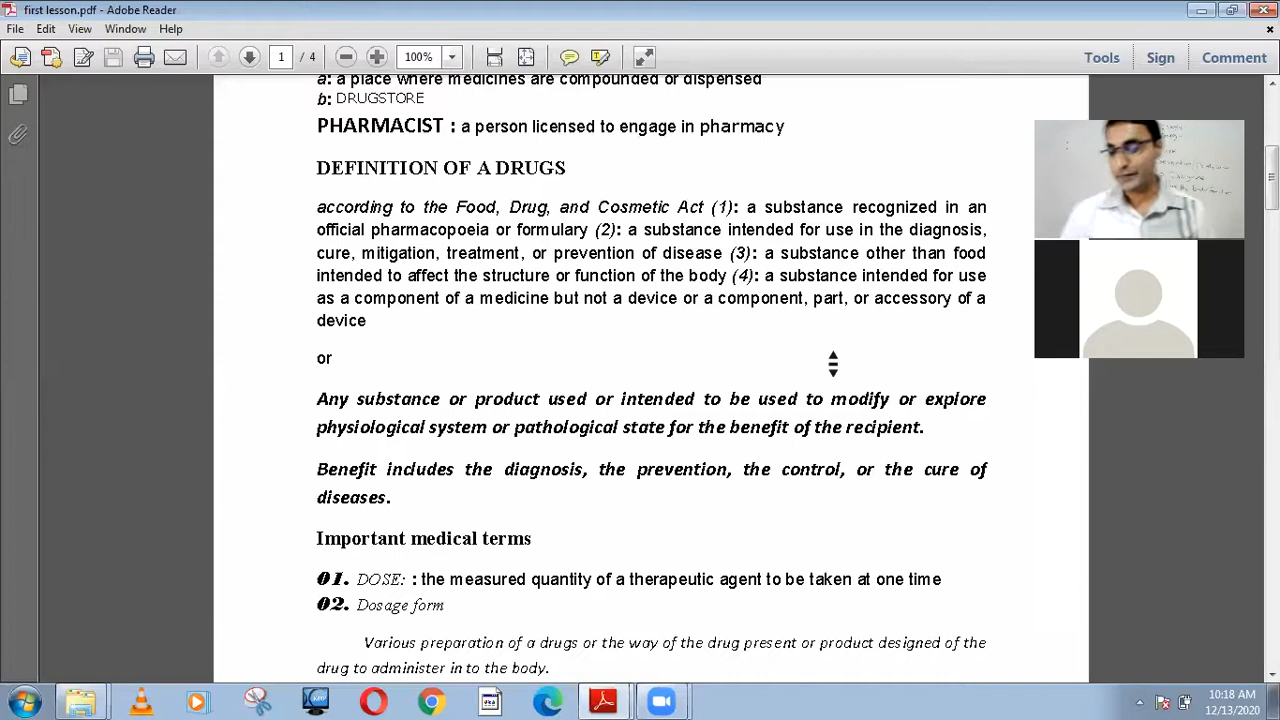 first lesson.pdf - Adobe Reader
File Edit View Window Help
1 / 4 100% Tools Sign Comment
a: a place where medicines are compounded or dispensed
b: DRUGSTORE
PHARMACIST : a person licensed to engage in pharmacy
DEFINITION OF A DRUGS
according to the Food, Drug, and Cosmetic Act (1): a substance recognized in an
official pharmacopoeia or formulary (2): a substance intended for use in the diagnosis,
cure, mitigation, treatment, or prevention of disease (3): a substance other than food
intended to affect the structure or function of the body (4): a substance intended for use
as a component of a medicine but not a device or a component, part, or accessory of a
device
or
Any substance or product used or intended to be used to modify or explore
physiological system or pathological state for the benefit of the recipient.
Benefit includes the diagnosis, the prevention, the control, or the cure of
diseases.
Important medical terms
01. DOSE: : the measured quantity of a therapeutic agent to be taken at one time
02. Dosage form
Various preparation of a drugs or the way of the drug present or product designed of the
drug to administer in to the body.
10:18 AM
12/13/2020